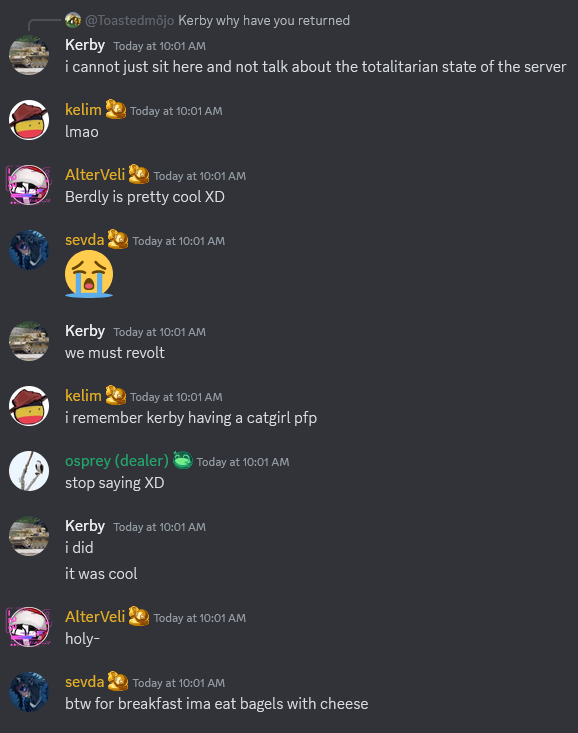 @Toastedmōjo Kerby why have you returned
Kerby Today at 10:01 AM
i cannot just sit here and not talk about the totalitarian state of the server
kelim Today at 10:01 AM
lmao
AlterVeli Today at 10:01 AM
Berdly is pretty cool XD
sevda Today at 10:01 AM
Kerby Today at 10:01 AM
we must revolt
kelim Today at 10:01 AM
i remember kerby having a catgirl pfp
osprey (dealer) Today at 10:01 AM
stop saying XD
Kerby Today at 10:01 AM
i did
it was cool
AlterVeli Today at 10:01 AM
holy-
sevda Today at 10:01 AM
btw for breakfast ima eat bagels with cheese